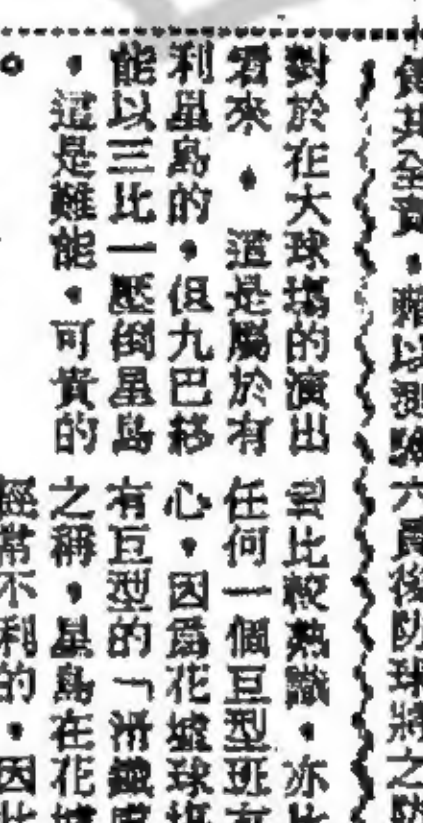 其全責，藉以測驗六員後防球將之防
對於在大球場的演出
看來，這是屬於有
利星島的，但九巴移
能以三比一壓倒星島
，這是難能，可貴的
。
比較熟識，亦比
任何一個巨型班有
心，因爲花墟球場
有巨型的「滑鐵盧
之稱，星島在花墟
經常不利的，因此